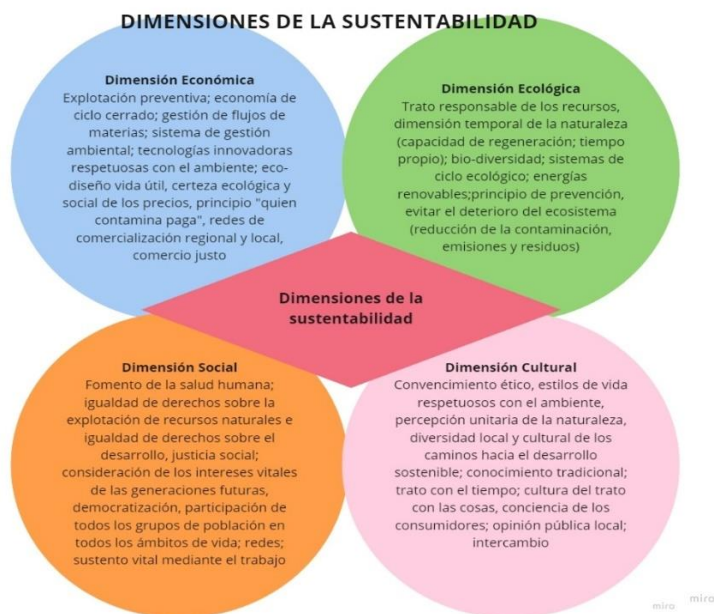 DIMENSIONES DE LA SUSTENTABILIDAD
Dimensión Económica
Explotación preventiva; economía de
ciclo cerrado; gestión de flujos de
materias; sistema de gestión
ambiental; tecnologías innovadoras
respetuosas con el ambiente; eco-
diseño vida útil, certeza ecológica y
social de los precios, principio "quien
contamina paga", redes de
comercialización regional y local,
comercio justo
Dimensión Ecológica
Trato responsable de los recursos,
dimensión temporal de la naturaleza
(capacidad de regeneración; tiempo
propio); bio-diversidad; sistemas de
ciclo ecológico; energías
renovables;principio de prevención,
evitar el deterioro del ecosistema
(reducción de la contaminación,
emisiones y residuos)
Dimensiones de la
sustentabilidad
Dimensión Social
Fomento de la salud humana;
igualdad de derechos sobre la
explotación de recursos naturales e
igualdad de derechos sobre el
desarrollo, justicia social;
consideración de los intereses vitales
de las generaciones futuras,
democratización, participación de
todos los grupos de población en
todos los ámbitos de vida; redes;
sustento vital mediante el trabajo
Dimensión Cultural
Convencimiento ético, estilos de vida
respetuosos con el ambiente,
percepción unitaria de la naturaleza,
diversidad local y cultural de los
caminos hacia el desarrollo
sostenible; conocimiento tradicional;
trato con el tiempo; cultura del trato
con las cosas, conciencia de los
consumidores; opinión pública local;
intercambio
miro
miro